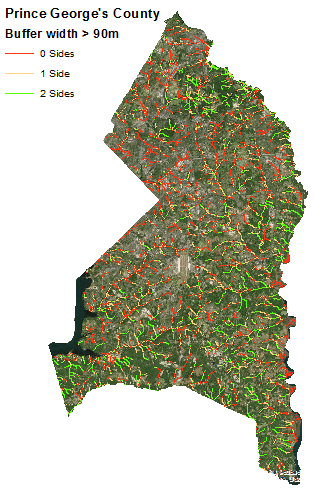 Prince George's County
Buffer width > 90m
0 Sides
1 Side
2 Sides